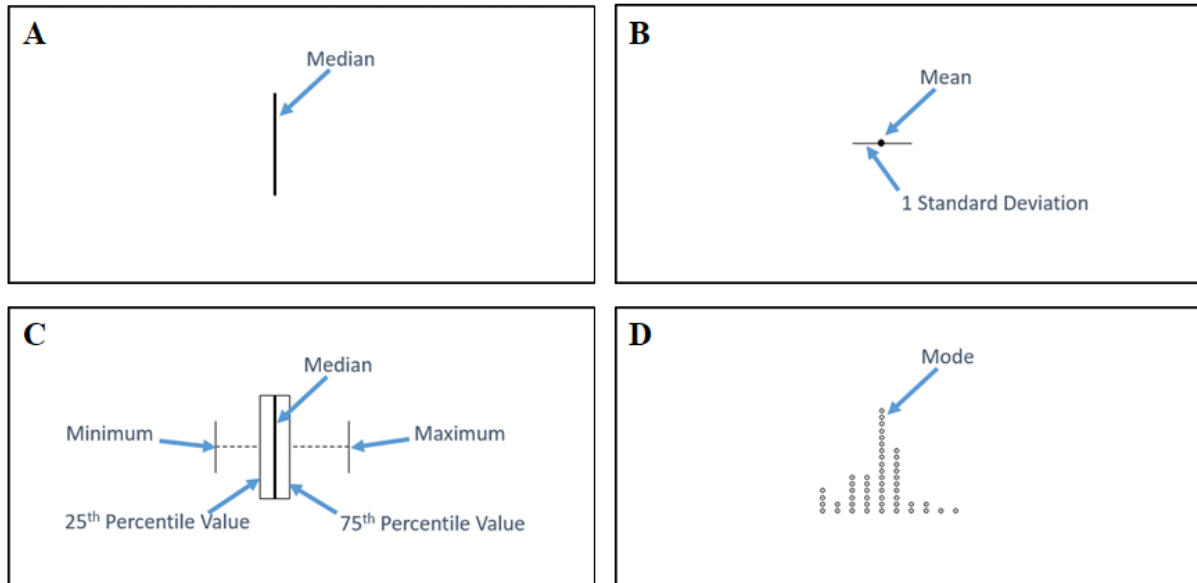 A
Median
B
Mean
1 Standard Deviation
C
Median
Minimum
Maximum
25th Percentile Value
75th Percentile Value
D
Mode